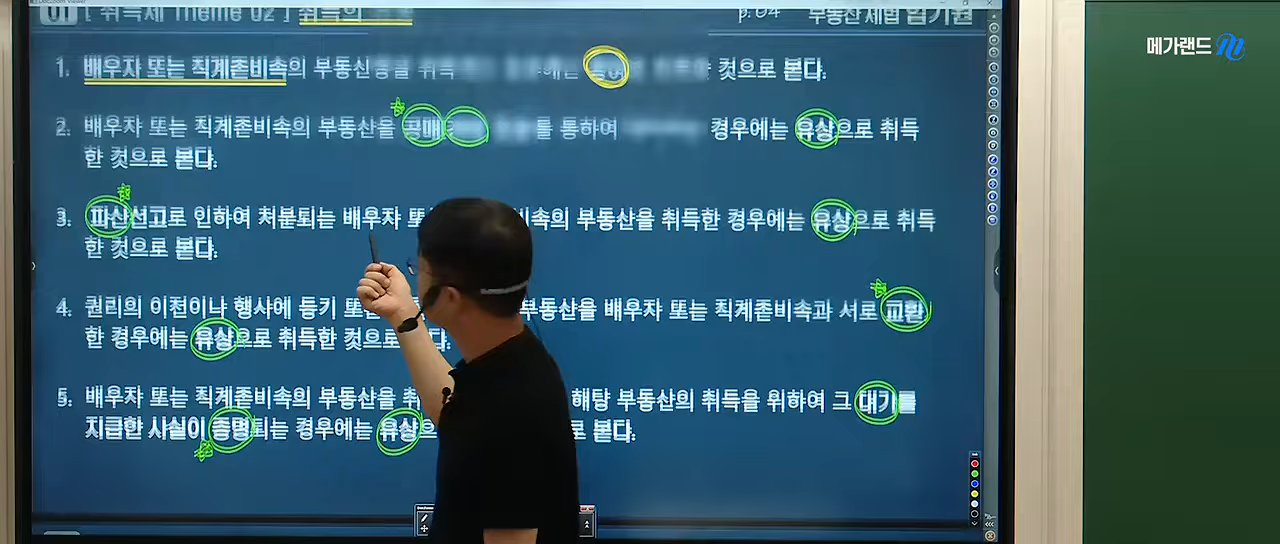 01 [ 취득세 Theme 02 ] 취득의
p.64 부동산세법
메가랜드
1. 배우자 또는 직계존비속의 부동산등을 취득 것으로 본다.
2. 배우자 또는 직계존비속의 부동산을 공매 를 통하여 경우에는 유상으로 취득
한 것으로 본다.
3. 파산선고로 인하여 처분되는 배우자 또 속의 부동산을 취득한 경우에는 유상으로 취득
한 것으로 본다.
4. 권리의 이전이나 행사에 등기 또는 부동산을 배우자 또는 직계존비속과 서로 교환
한 경우에는 유상으로 취득한 것으로 다.
5. 배우자 또는 직계존비속의 부동산을 취 해당 부동산의 취득을 위하여 그 대가를
지급한 사실이 증명되는 경우에는 유상으 로 본다.